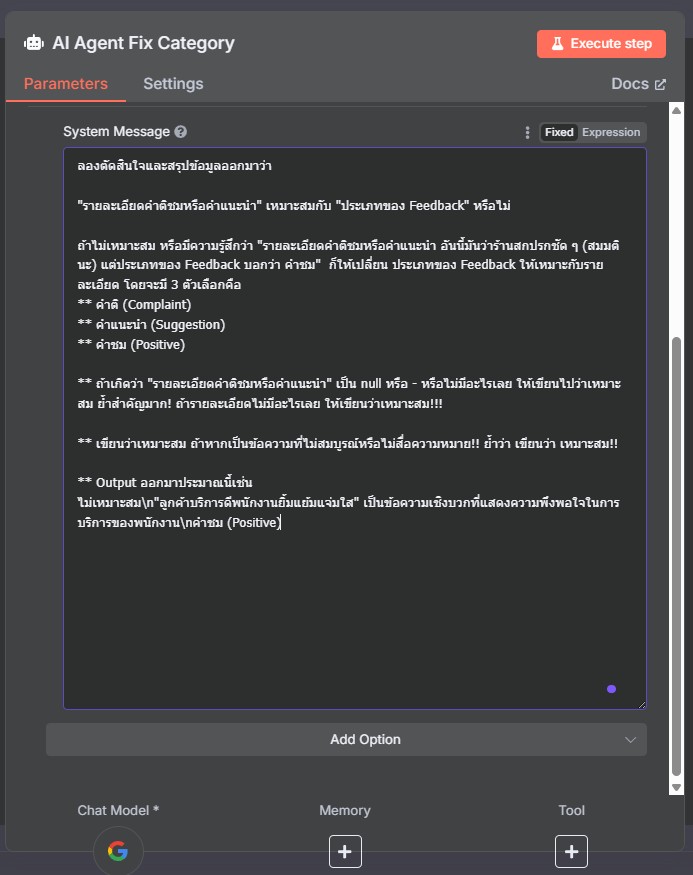 AI Agent Fix Category
Execute step
Parameters
Settings
Docs
System Message
Fixed
Expression
ลองตัดสินใจและสรุปข้อมูลออกมาว่า
"รายละเอียดคำติชมหรือคำแนะนำ" เหมาะสมกับ "ประเภทของ Feedback" หรือไม่
ถ้าไม่เหมาะสม หรือมีความรู้สึกว่า "รายละเอียดคำติชมหรือคำแนะนำ อันนี้มันว่าร้านสกปรกชัด ๆ (สมมติ
นะ) แต่ประเภทของ Feedback บอกว่า คำชม"  ก็ให้เปลี่ยน ประเภทของ Feedback ให้เหมาะกับราย
ละเอียด โดยจะมี 3 ตัวเลือกคือ
** คำติ (Complaint)
** คำแนะนำ (Suggestion)
** คำชม (Positive)
** ถ้าเกิดว่า "รายละเอียดคำติชมหรือคำแนะนำ" เป็น null หรือ - หรือไม่มีอะไรเลย ให้เขียนไปว่าเหมาะ
สม ย้ำสำคัญมาก! ถ้ารายละเอียดไม่มีอะไรเลย ให้เขียนว่าเหมาะสม!!!
** เขียนว่าเหมาะสม ถ้าหากเป็นข้อความที่ไม่สมบูรณ์หรือไม่สื่อความหมาย!! ย้ำว่า เขียนว่า เหมาะสม!!
** Output ออกมาประมาณนี้เช่น
ไม่เหมาะสม\n"ลูกค้าบริการดีพนักงานยิ้มแย้มแจ่มใส" เป็นข้อความเชิงบวกที่แสดงความพึงพอใจในการ
บริการของพนักงาน\nคำชม (Positive)
Add Option
Chat Model *
Memory
Tool